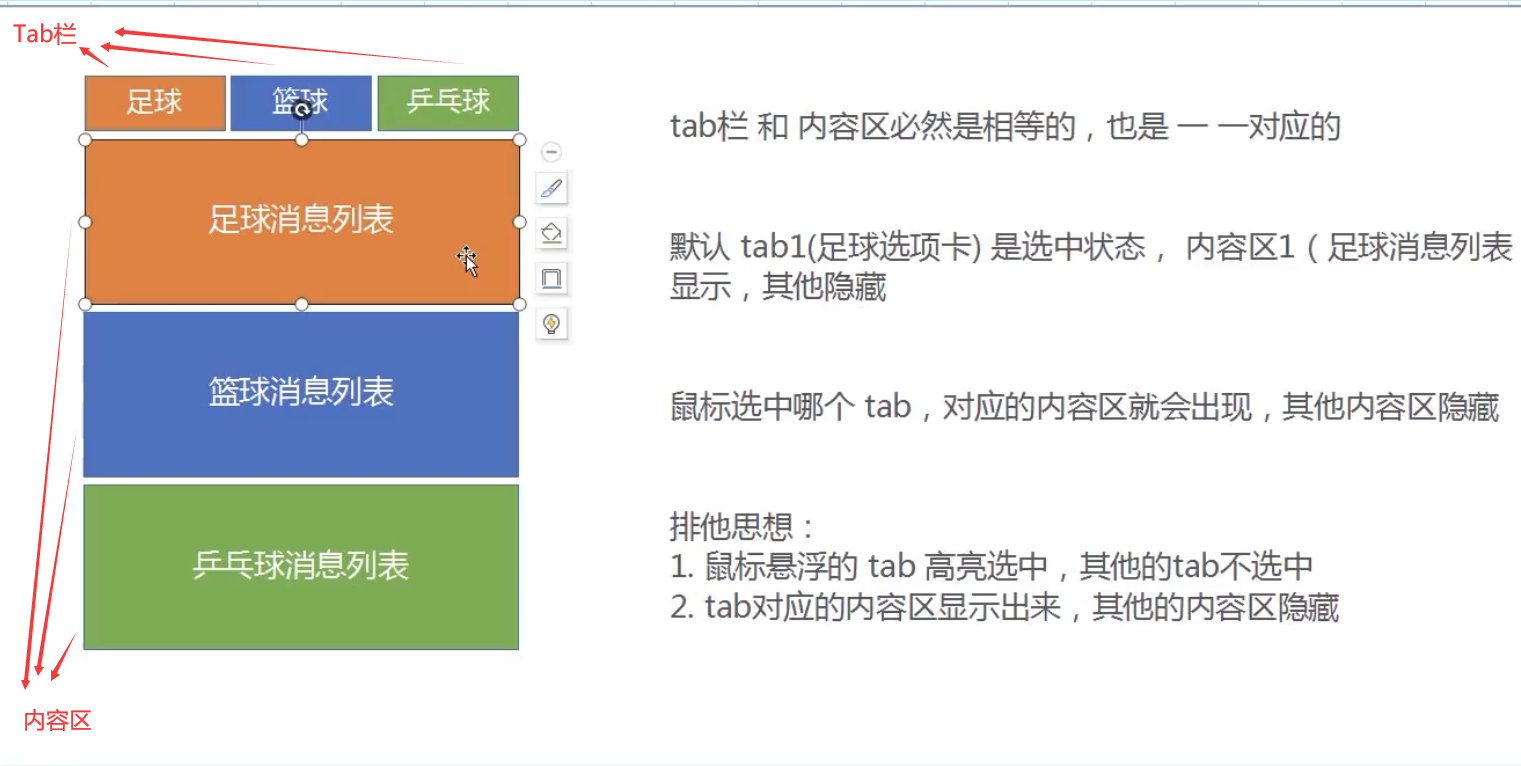 Tab栏
足球
篮球
乒乓球
足球消息列表
篮球消息列表
乒乓球消息列表
内容区
tab栏 和 内容区必然是相等的，也是 一 一对应的
默认 tab1(足球选项卡) 是选中状态， 内容区1（足球消息列表
显示，其他隐藏
鼠标选中哪个 tab，对应的内容区就会出现，其他内容区隐藏
排他思想：
1. 鼠标悬浮的 tab 高亮选中，其他的tab不选中
2. tab对应的内容区显示出来，其他的内容区隐藏